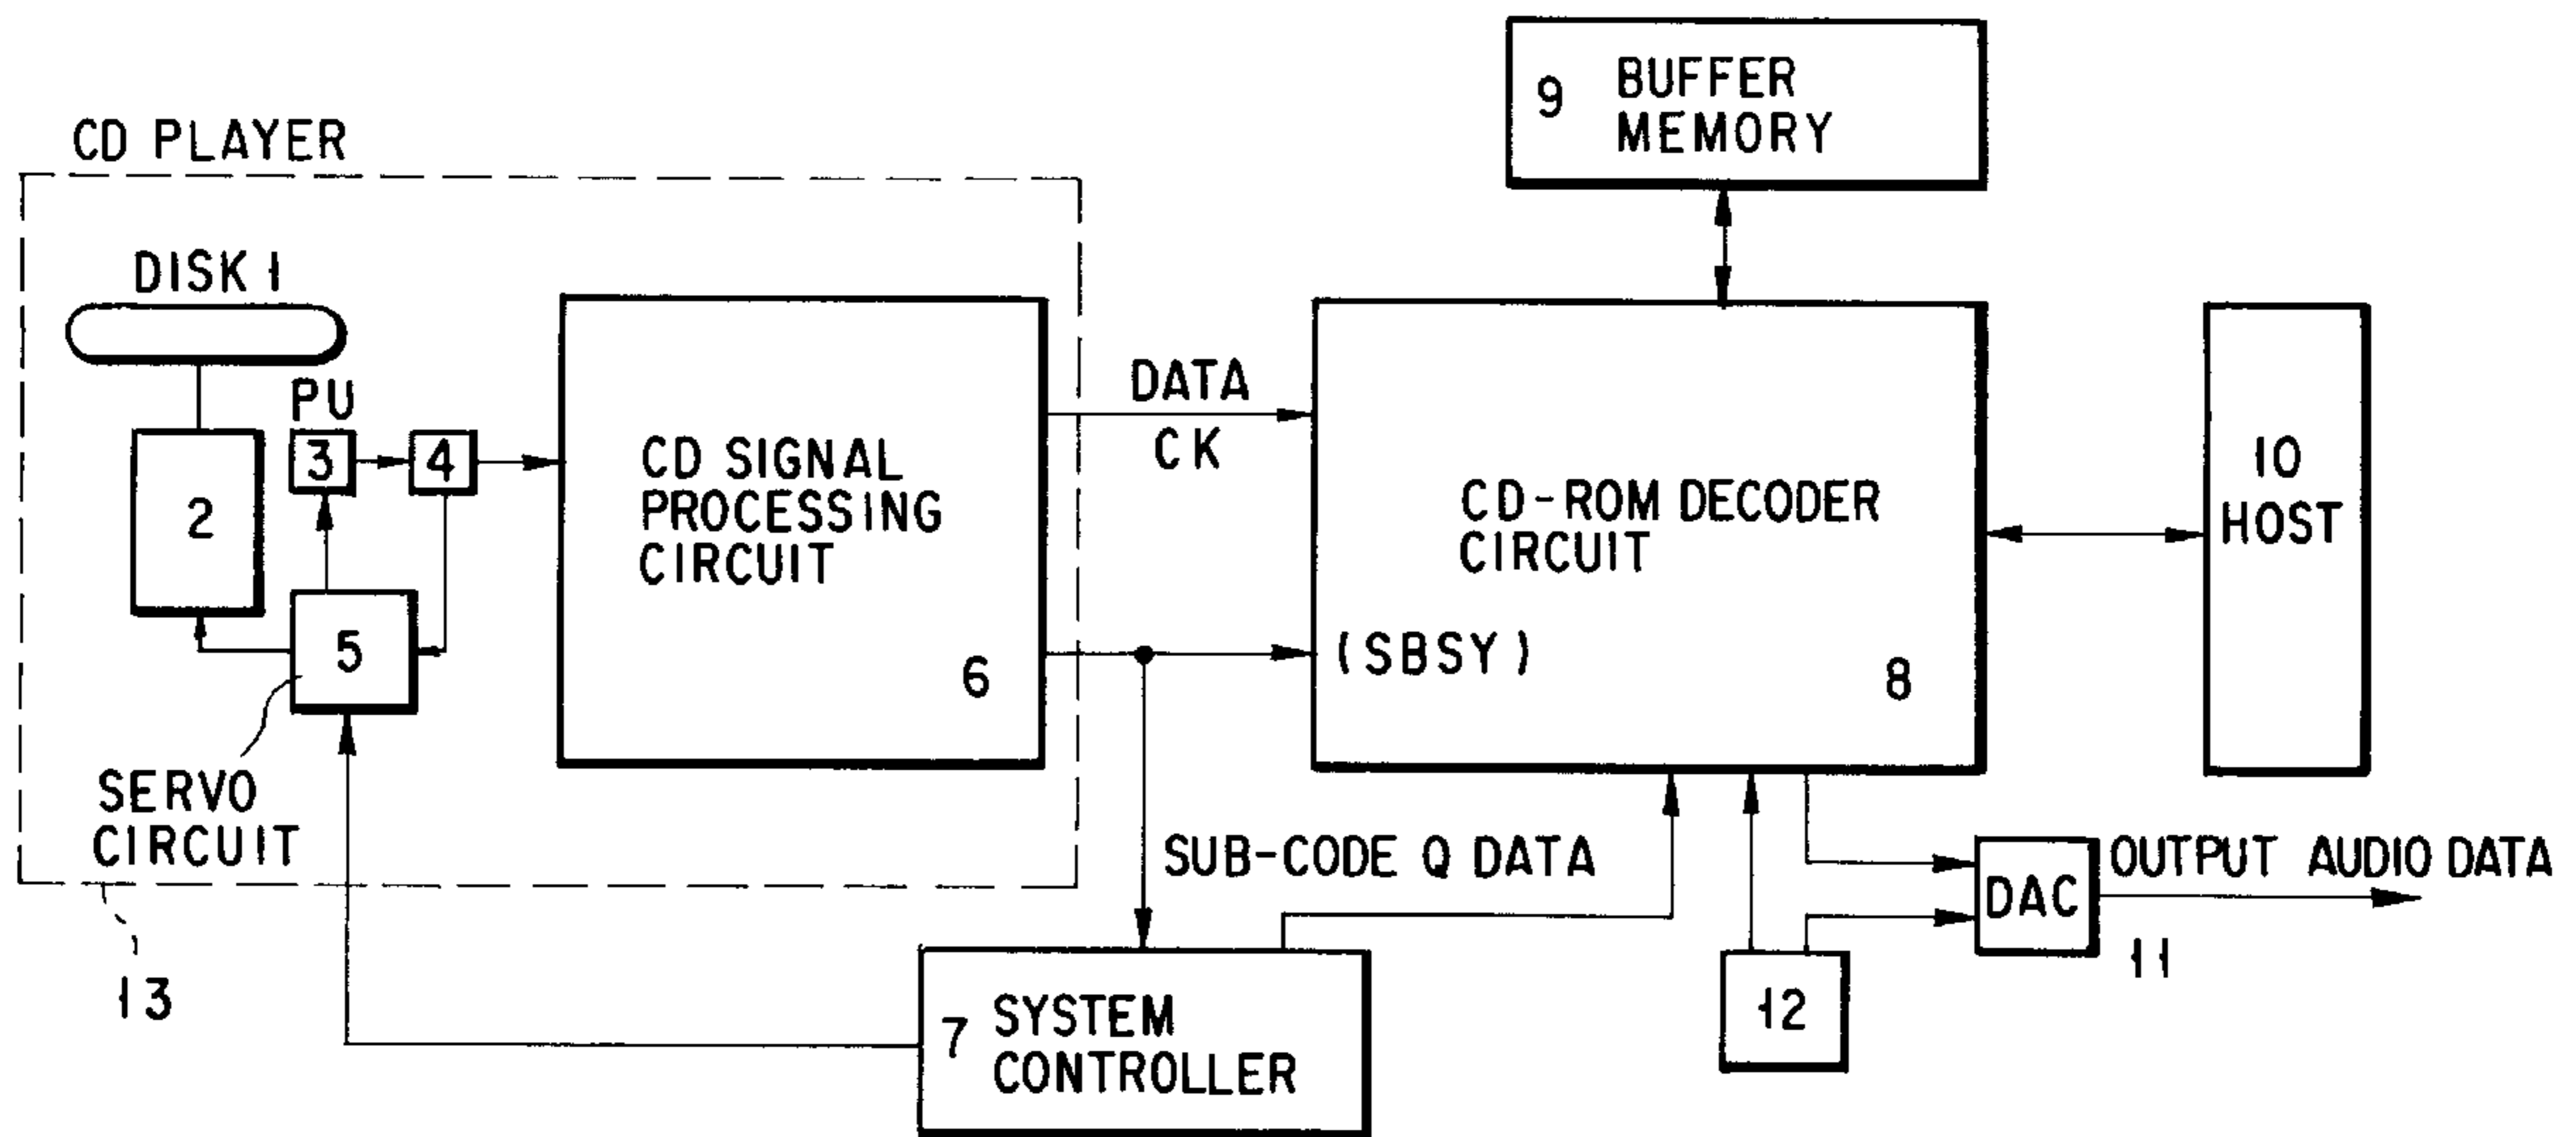 9 BUFFER
MEMORY
CD PLAYER
DISK 1
PU
3
4
2
5
SERVO
CIRCUIT
13
CD SIGNAL
PROCESSING
CIRCUIT
6
DATA
CK
CD-ROM DECODER
CIRCUIT
(SBSY)
8
10
HOST
SUB-CODE Q DATA
7 SYSTEM
CONTROLLER
12
DAC
11
OUTPUT AUDIO DATA